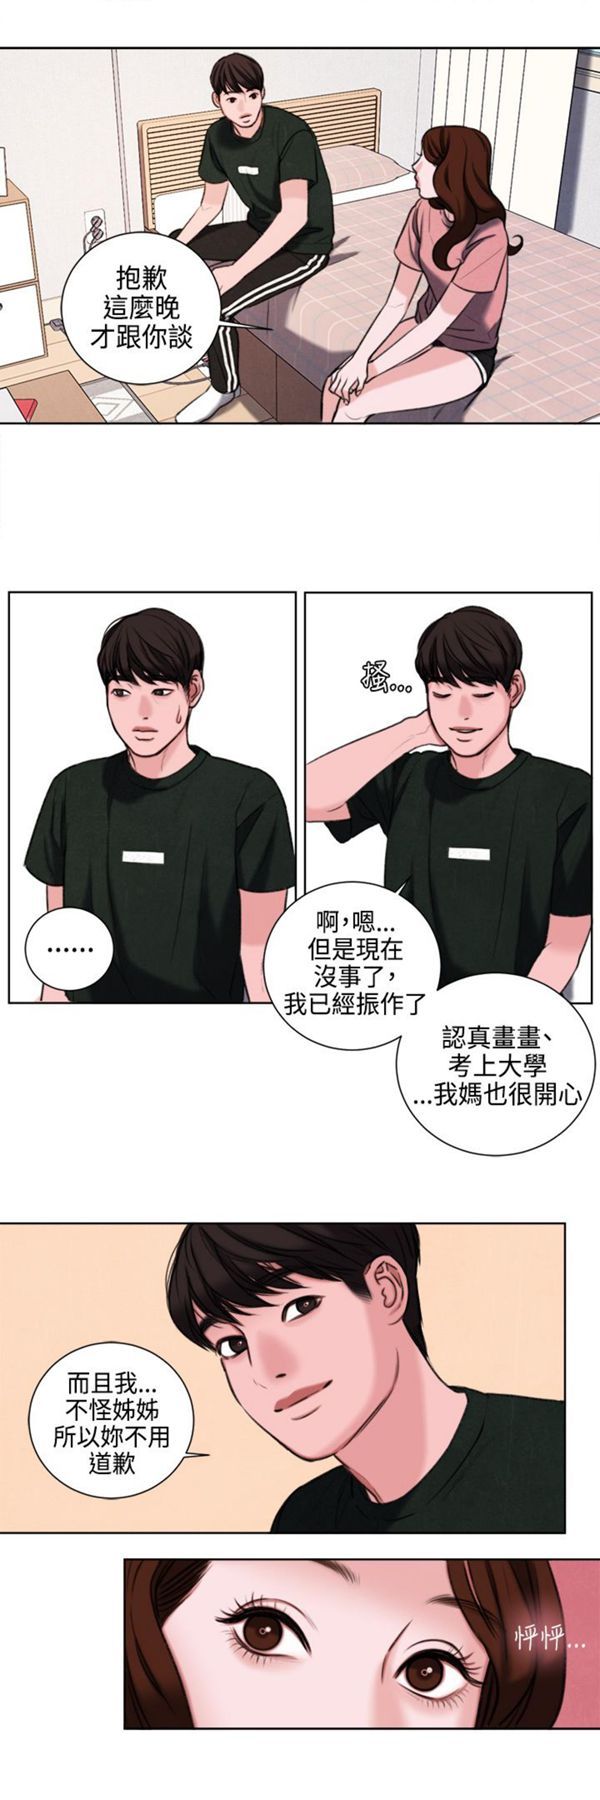 抱歉
這麼晚
才跟你談
搔...
......
啊,嗯...
但是現在
沒事了,
我已經振作了
認真畫畫、
考上大學
...我媽也很開心
而且我...
不怪姊姊
所以妳不用
道歉
怦怦...